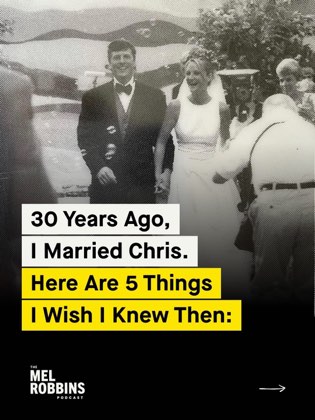 30 Years Ago,
I Married Chris.
Here Are 5 Things
I Wish I Knew Then:
THE
MEL
ROBBINS
PODCAST